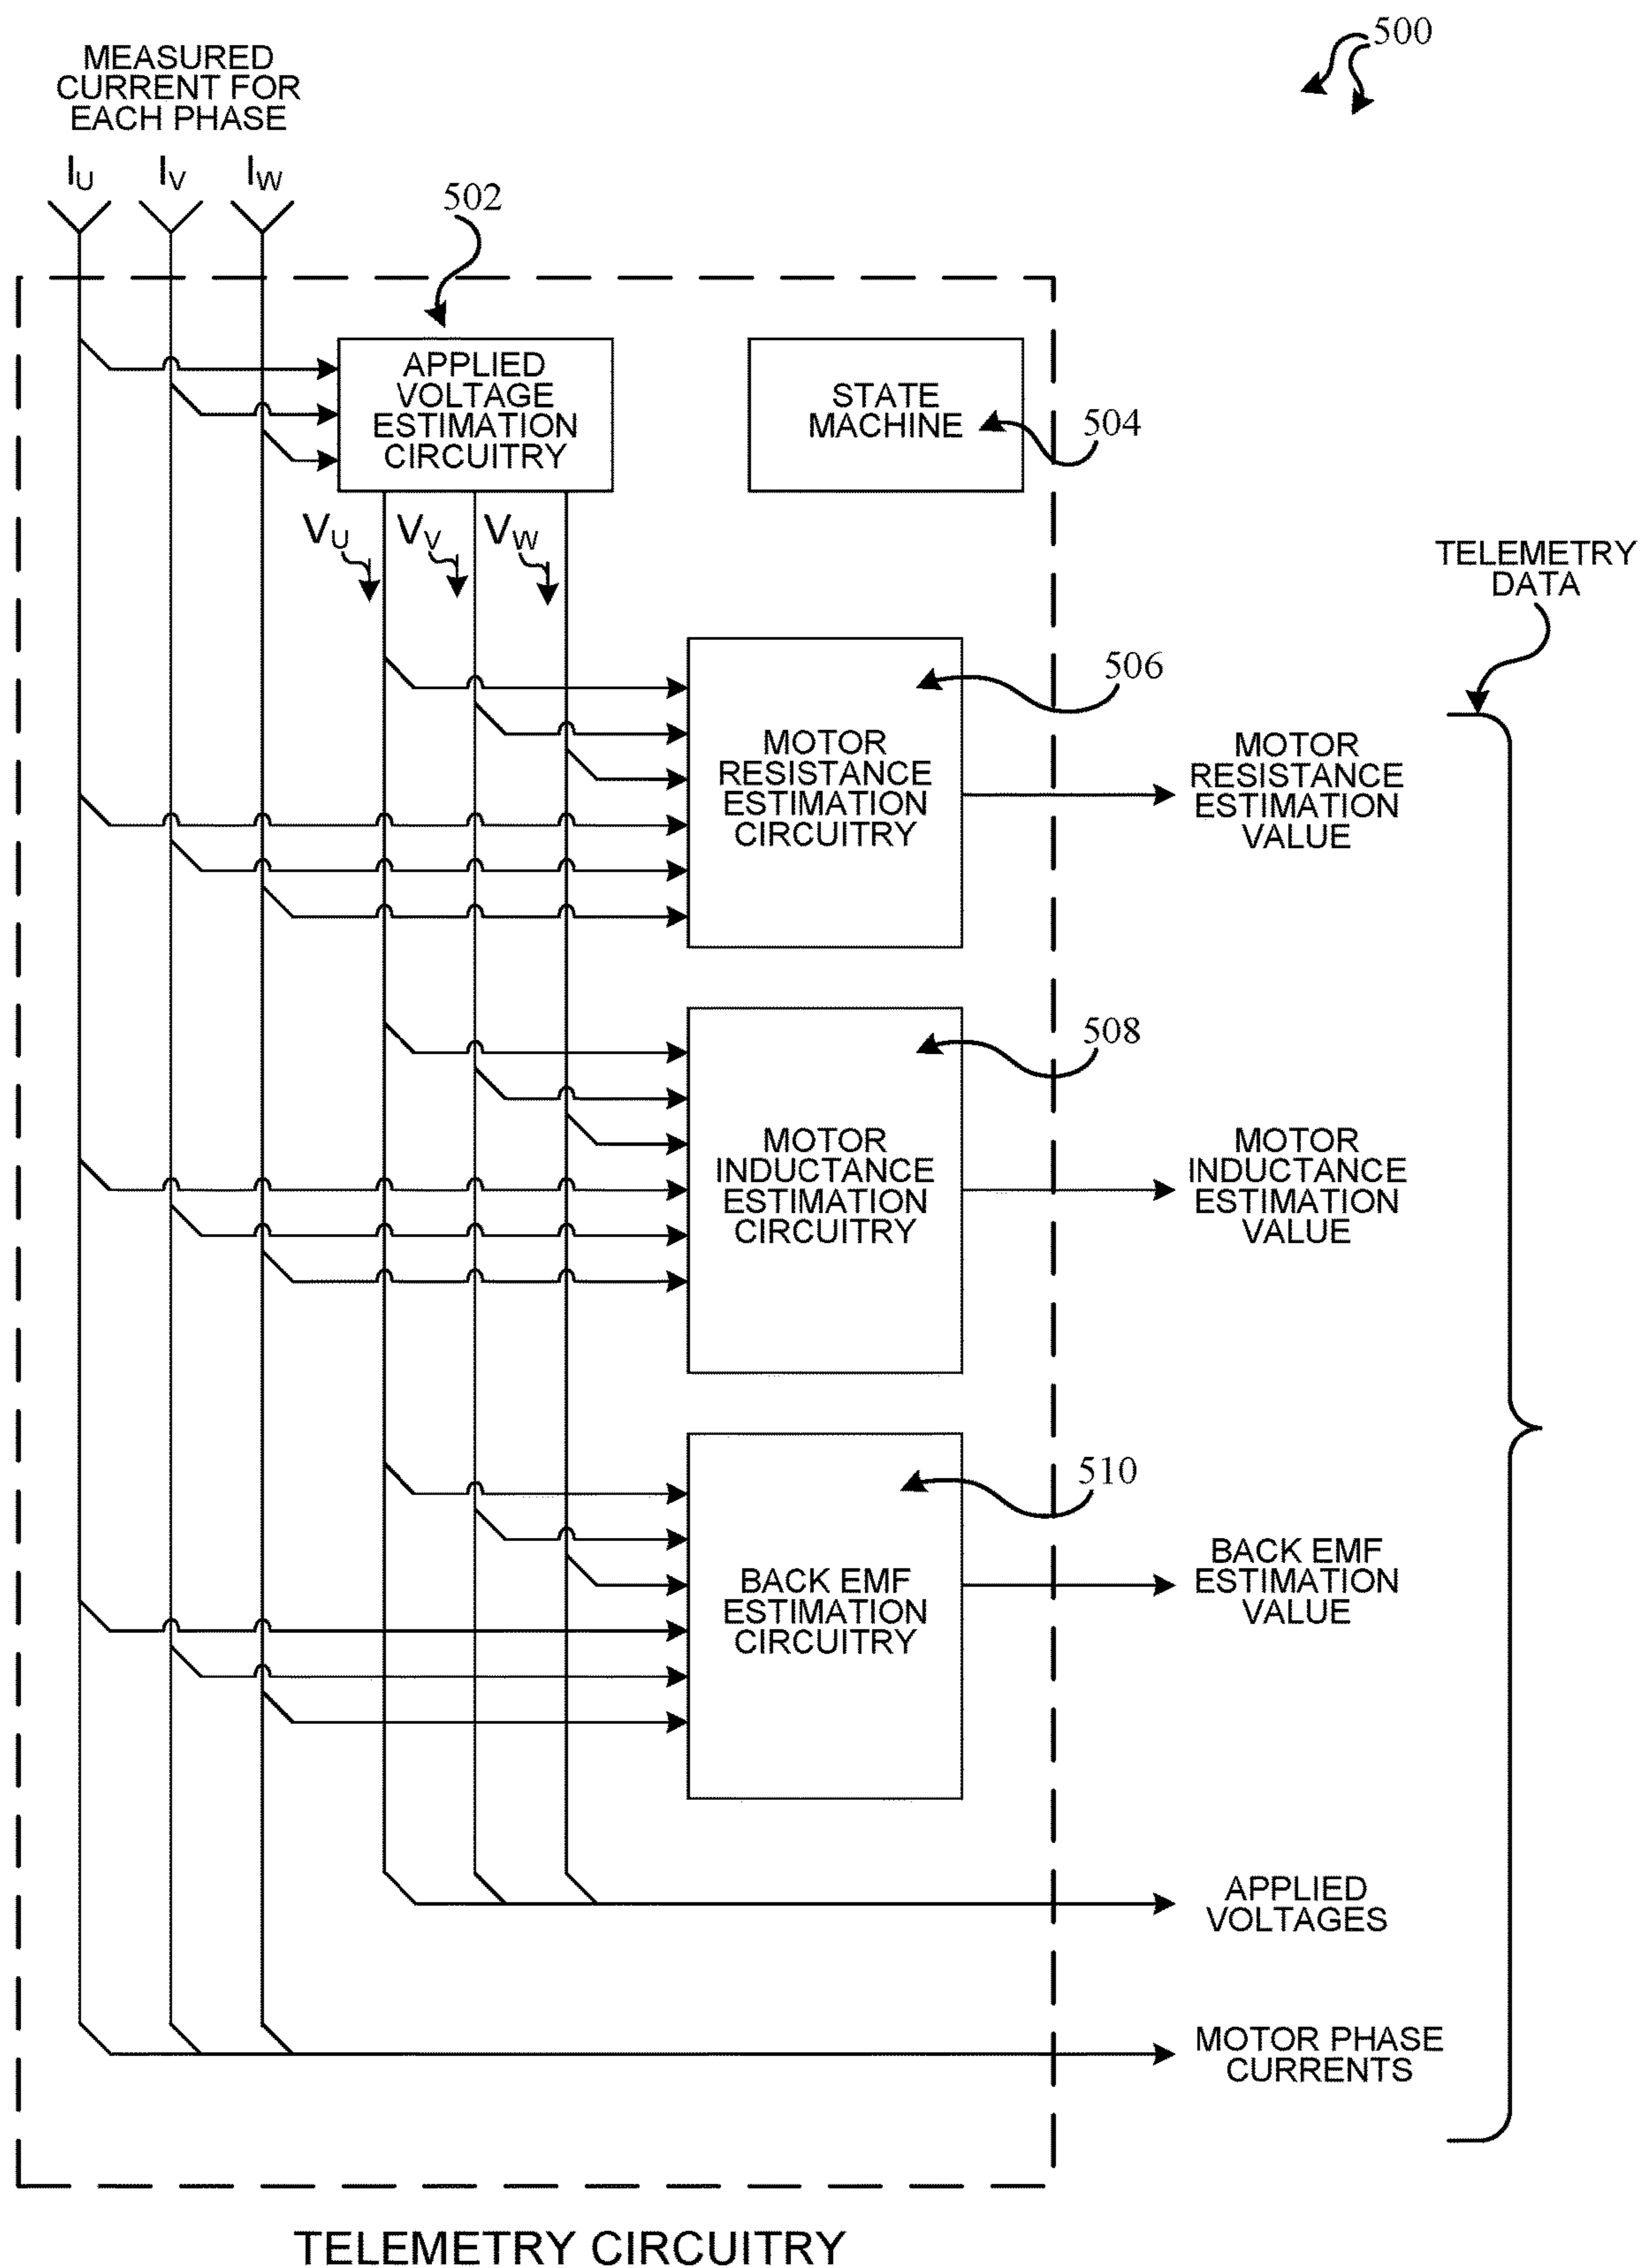 500
MEASURED
CURRENT FOR
EACH PHASE
IU IV IW
502
APPLIED
VOLTAGE
ESTIMATION
CIRCUITRY
STATE
MACHINE
504
VU VV VW
TELEMETRY
DATA
506
MOTOR
RESISTANCE
ESTIMATION
CIRCUITRY
MOTOR
RESISTANCE
ESTIMATION
VALUE
508
MOTOR
INDUCTANCE
ESTIMATION
CIRCUITRY
MOTOR
INDUCTANCE
ESTIMATION
VALUE
510
BACK EMF
ESTIMATION
CIRCUITRY
BACK EMF
ESTIMATION
VALUE
APPLIED
VOLTAGES
MOTOR PHASE
CURRENTS
TELEMETRY CIRCUITRY